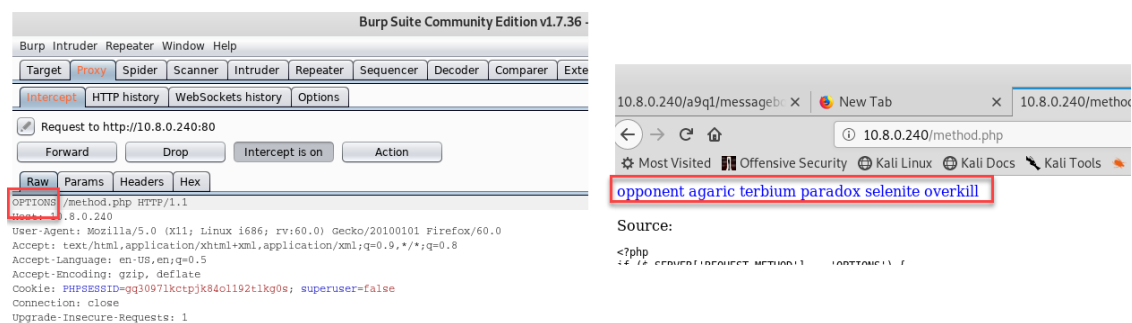 Burp Suite Community Edition v1.7.36 -
Burp Intruder Repeater Window Help
Target Proxy Spider Scanner Intruder Repeater Sequencer Decoder Comparer Exte
Intercept HTTP history WebSockets history Options
Request to http://10.8.0.240:80
Forward Drop Intercept is on Action
Raw Params Headers Hex
OPTIONS /method.php HTTP/1.1
Host: 10.8.0.240
User-Agent: Mozilla/5.0 (X11; Linux i686; rv:60.0) Gecko/20100101 Firefox/60.0
Accept: text/html,application/xhtml+xml,application/xml;q=0.9,*/*;q=0.8
Accept-Language: en-US,en;q=0.5
Accept-Encoding: gzip, deflate
Cookie: PHPSESSID=gq30971kctpjk84o1192t1kg0s; superuser=false
Connection: close
Upgrade-Insecure-Requests: 1
10.8.0.240/a9q1/messagebo New Tab 10.8.0.240/method
10.8.0.240/method.php
Most Visited Offensive Security Kali Linux Kali Docs Kali Tools
opponent agaric terbium paradox selenite overkill
Source:
<?php
if ($_SERVER['REQUEST_METHOD'] 'OPTIONS') {